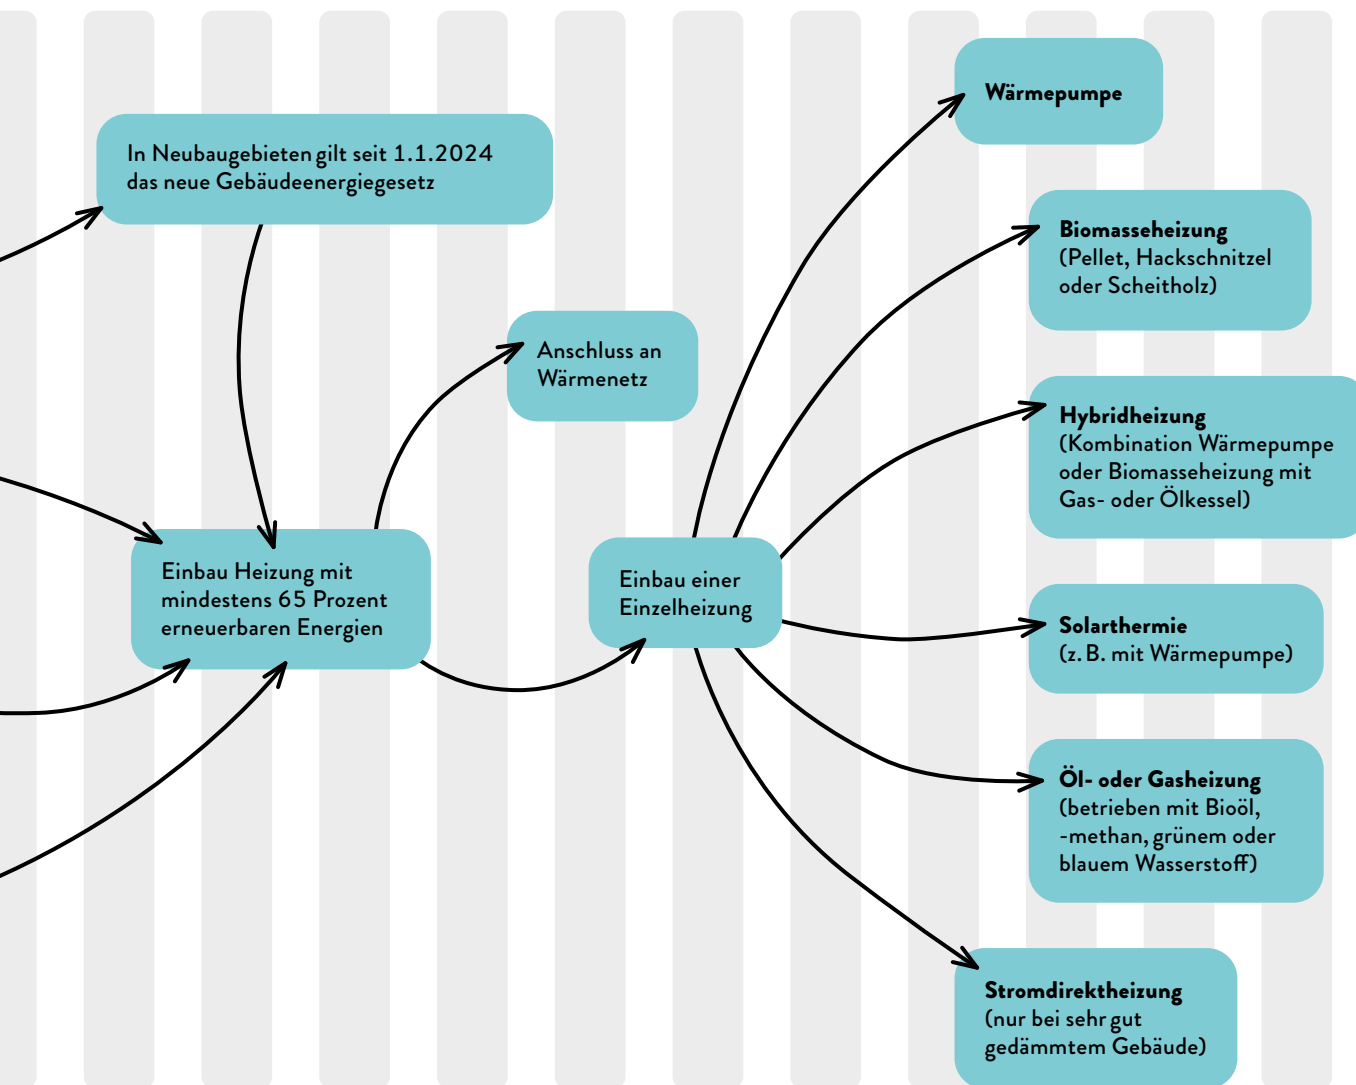 In Neubaugebieten gilt seit 1.1.2024
das neue Gebäudeenergiegesetz
Anschluss an
Wärmenetz
Einbau Heizung mit
mindestens 65 Prozent
erneuerbaren Energien
Einbau einer
Einzelheizung
Wärmepumpe
Biomasseheizung
(Pellet, Hackschnitzel
oder Scheitholz)
Hybridheizung
(Kombination Wärmepumpe
oder Biomasseheizung mit
Gas- oder Ölkessel)
Solarthermie
(z. B. mit Wärmepumpe)
Öl- oder Gasheizung
(betrieben mit Bioöl,
-methan, grünem oder
blauem Wasserstoff)
Stromdirektheizung
(nur bei sehr gut
gedämmtem Gebäude)